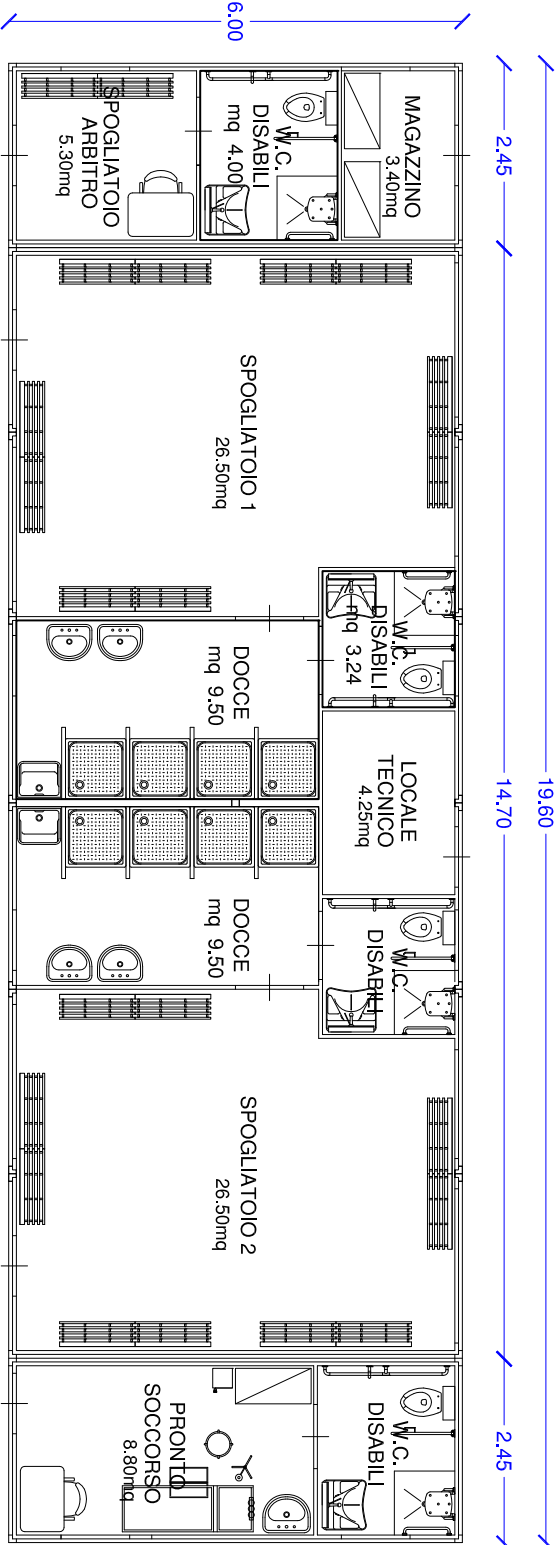 6.00
19.60
2.45
14.70
2.45
SPOGLIATOIO
ARBITRO
5.30mq
W.C.
DISABILI
mq 4.00
MAGAZZINO
3.40mq
SPOGLIATOIO 1
26.50mq
W.C.
DISABILI
mq 3.24
DOCCE
mq 9.50
LOCALE
TECNICO
4.25mq
DOCCE
mq 9.50
W.C.
DISABILI
SPOGLIATOIO 2
26.50mq
PRONTO
SOCCORSO
8.80mq
W.C.
DISABILI